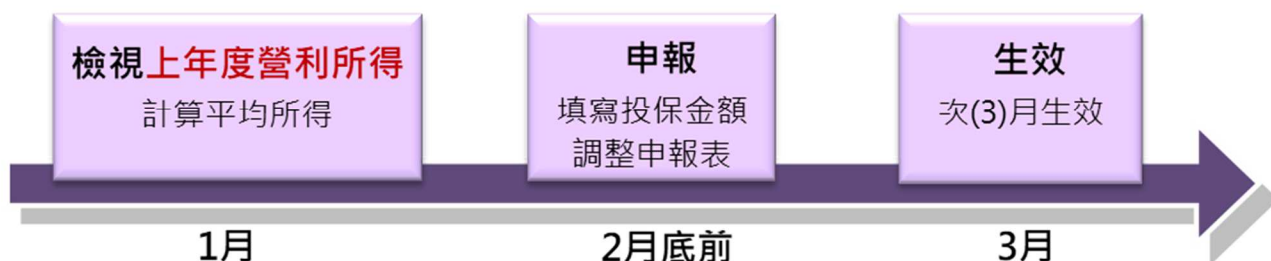 檢視上年度營利所得
計算平均所得
申報
填寫投保金額
調整申報表
生效
次(3)月生效
1月
2月底前
3月